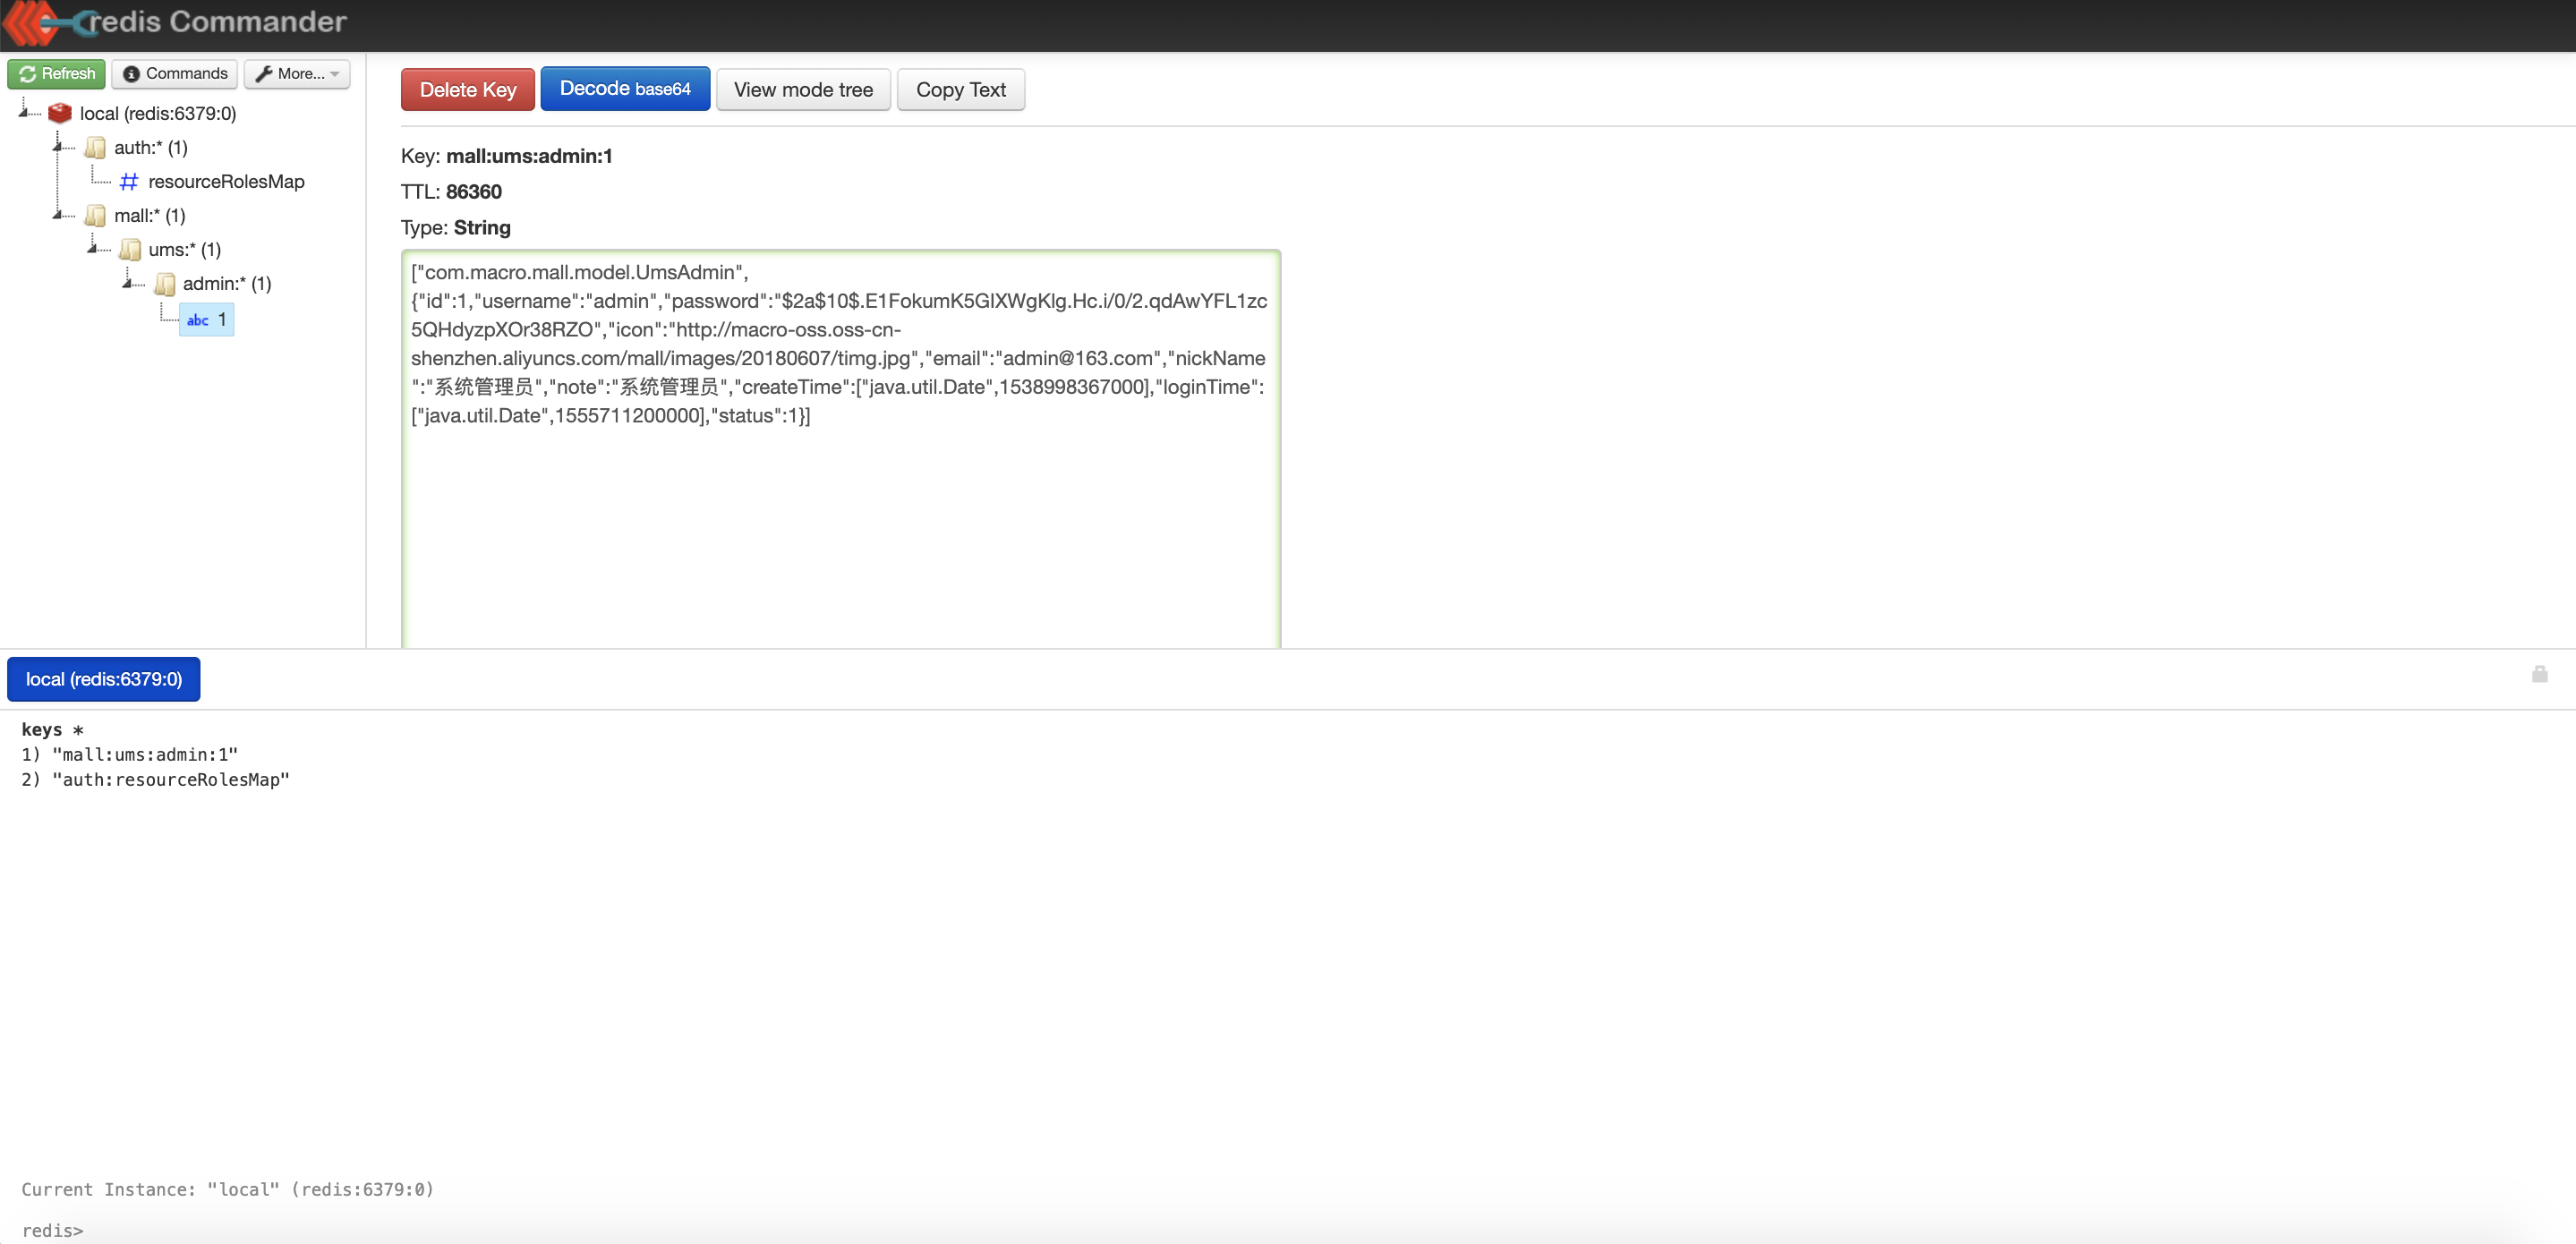 redis Commander
Refresh Commands More...
local (redis:6379:0)
auth:* (1)
resourceRolesMap
mall:* (1)
ums:* (1)
admin:* (1)
abc 1
Delete Key Decode base64 View mode tree Copy Text
Key: mall:ums:admin:1
TTL: 86360
Type: String
["com.macro.mall.model.UmsAdmin",
{"id":1,"username":"admin","password":"$2a$10$.E1FokumK5GIXWgKlg.Hc.i/0/2.qdAwYFL1zc
5QHdyzpXOr38RZO","icon":"http://macro-oss.oss-cn-
shenzhen.aliyuncs.com/mall/images/20180607/timg.jpg","email":"admin@163.com","nickName
":"系统管理员","note":"系统管理员","createTime":["java.util.Date",1538998367000],"loginTime":
["java.util.Date",1555711200000],"status":1}]
local (redis:6379:0)
keys *
1) "mall:ums:admin:1"
2) "auth:resourceRolesMap"
Current Instance: "local" (redis:6379:0)
redis>